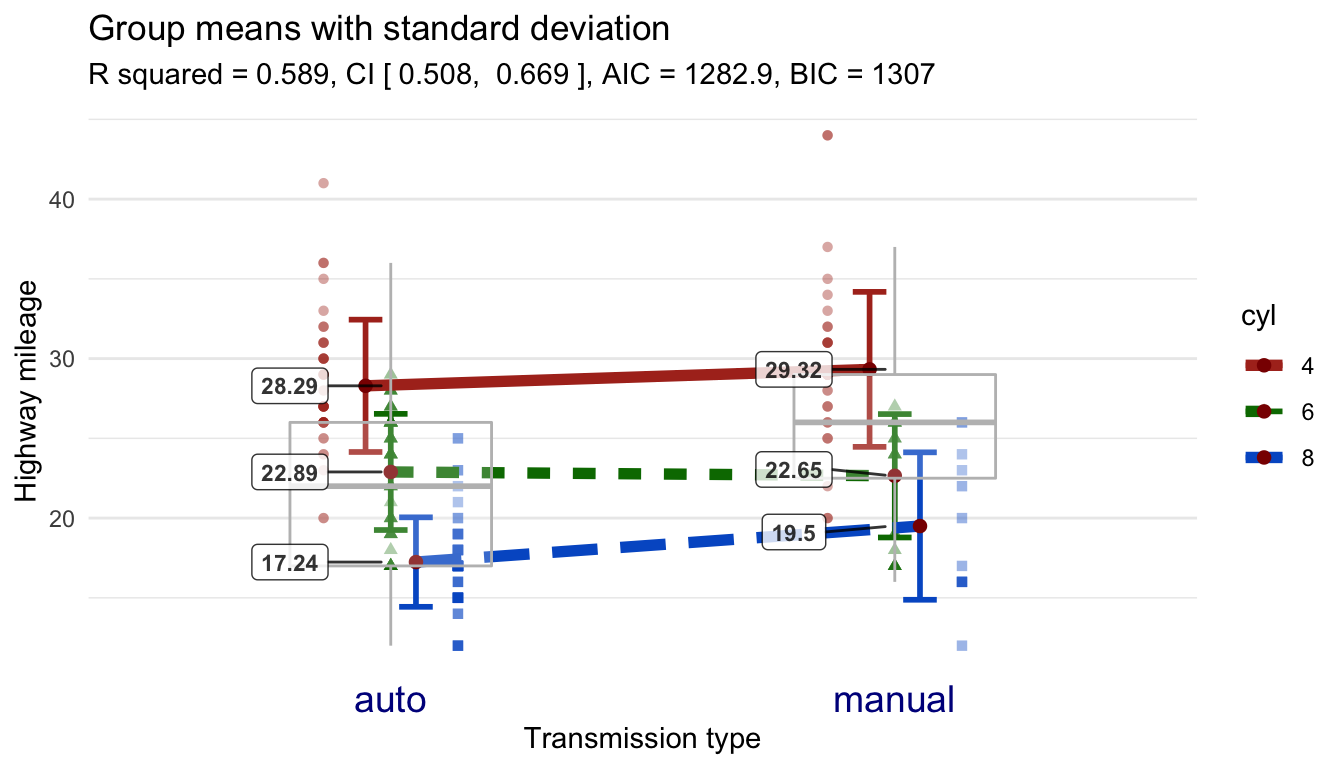 Group means with standard deviation
R squared = 0.589, CI [ 0.508,  0.669 ], AIC = 1282.9, BIC = 1307
Highway mileage
40
30
20
28.29
22.89
17.24
29.32
22.65
19.5
auto
manual
Transmission type
cyl
4
6
8